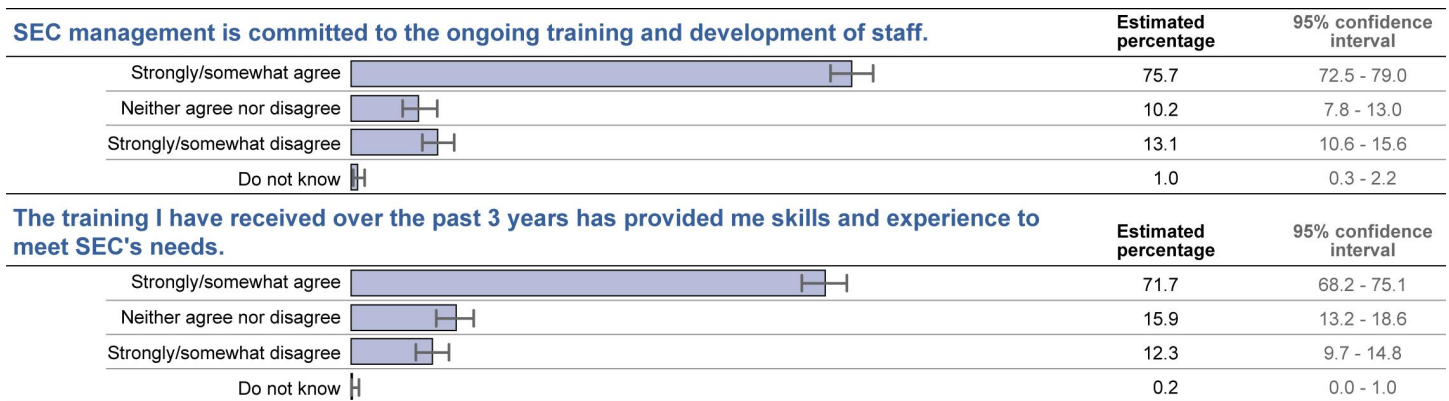 SEC management is committed to the ongoing training and development of staff. Estimated percentage 95% confidence interval
Strongly/somewhat agree 75.7 72.5 - 79.0
Neither agree nor disagree 10.2 7.8 - 13.0
Strongly/somewhat disagree 13.1 10.6 - 15.6
Do not know 1.0 0.3 - 2.2
The training I have received over the past 3 years has provided me skills and experience to
meet SEC's needs. Estimated percentage 95% confidence interval
Strongly/somewhat agree 71.7 68.2 - 75.1
Neither agree nor disagree 15.9 13.2 - 18.6
Strongly/somewhat disagree 12.3 9.7 - 14.8
Do not know 0.2 0.0 - 1.0